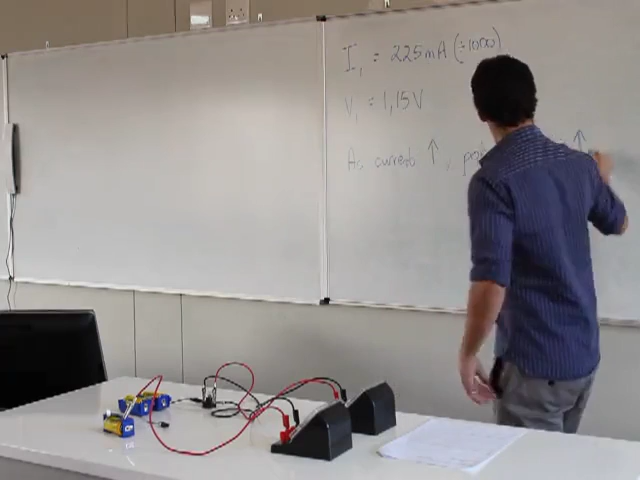 I₁ = 225mA (÷1000)
V₁ = 1,15V
As current ↑, ↑